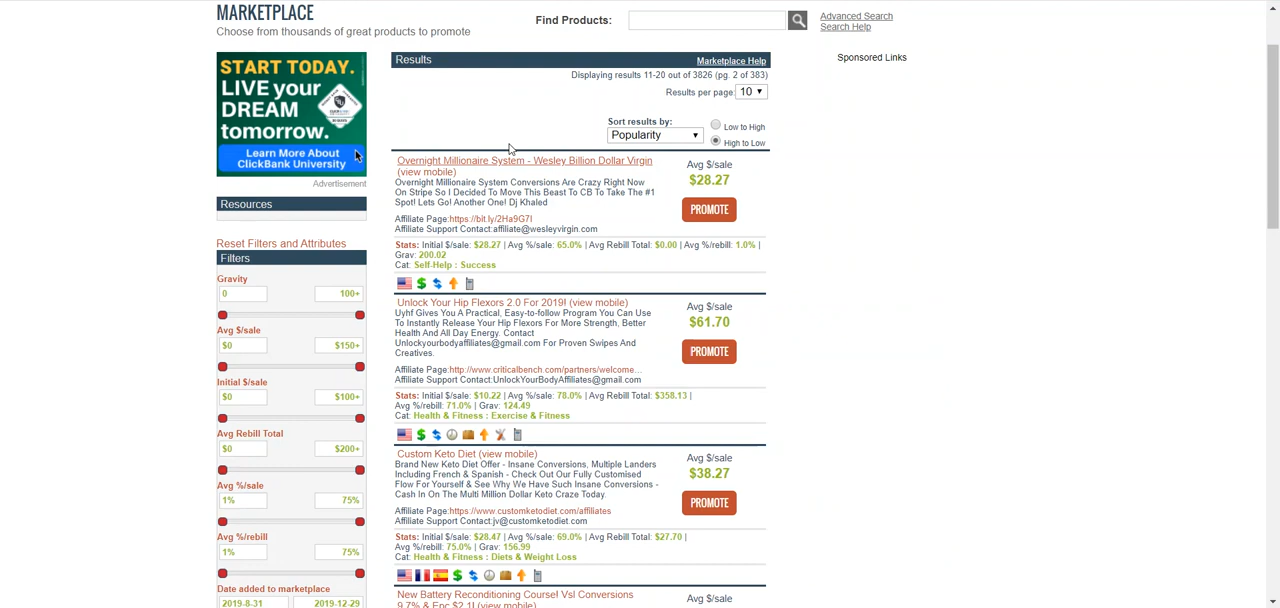 MARKETPLACE
Choose from thousands of great products to promote
Find Products:
Advanced Search
Search Help
START TODAY.
LIVE your
DREAM
tomorrow.
Learn More About
ClickBank University
Advertisement
Resources
Reset Filters and Attributes
Filters
Gravity
0 100+
Avg $/sale
$0 $150+
Initial $/sale
$0 $100+
Avg Rebill Total
$0 $200+
Avg %/sale
1% 75%
Avg %/rebill
1% 75%
Date added to marketplace
2019-8-31 2019-12-29
Results Marketplace Help
Displaying results 11-20 out of 3826 (pg. 2 of 383)
Results per page: 10
Sort results by:
Popularity
Low to High
High to Low
Overnight Millionaire System - Wesley Billion Dollar Virgin
(view mobile)
Overnight Millionaire System Conversions Are Crazy Right Now
On Stripe So I Decided To Move This Beast To CB To Take The #1
Spot! Lets Go! Another One! Dj Khaled
Affiliate Page:https://bit.ly/2Ha9G7I
Affiliate Support Contact:affiliate@wesleyvirgin.com
Avg $/sale
$28.27
PROMOTE
Stats: Initial $/sale: $28.27 | Avg %/sale: 65.0% | Avg Rebill Total: $0.00 | Avg %/rebill: 1.0% |
Grav: 200.02
Cat: Self-Help : Success
Unlock Your Hip Flexors 2.0 For 2019! (view mobile)
Uyhf Gives You A Practical, Easy-to-follow Program You Can Use
To Instantly Release Your Hip Flexors For More Strength, Better
Health And All Day Energy. Contact
Unlockyourbodyaffiliates@gmail.com For Proven Swipes And
Creatives.
Affiliate Page:http://www.criticalbench.com/partners/welcome...
Affiliate Support Contact:UnlockYourBodyAffiliates@gmail.com
Avg $/sale
$61.70
PROMOTE
Stats: Initial $/sale: $10.22 | Avg %/sale: 78.0% | Avg Rebill Total: $358.13 |
Avg %/rebill: 71.0% | Grav: 124.49
Cat: Health & Fitness : Exercise & Fitness
Custom Keto Diet (view mobile)
Brand New Keto Diet Offer - Insane Conversions, Multiple Landers
Including French & Spanish - Check Out Our Fully Customised
Flow For Yourself & See Why We Have Such Insane Conversions -
Cash In On The Multi Million Dollar Keto Craze Today.
Affiliate Page:https://www.customketodiet.com/affiliates
Affiliate Support Contact:jv@customketodiet.com
Avg $/sale
$38.27
PROMOTE
Stats: Initial $/sale: $28.47 | Avg %/sale: 69.0% | Avg Rebill Total: $27.70 |
Avg %/rebill: 75.0% | Grav: 156.99
Cat: Health & Fitness : Diets & Weight Loss
New Battery Reconditioning Course! Vsl Conversions
9.7% & Epc $2.1! (view mobile)
Avg $/sale
Sponsored Links